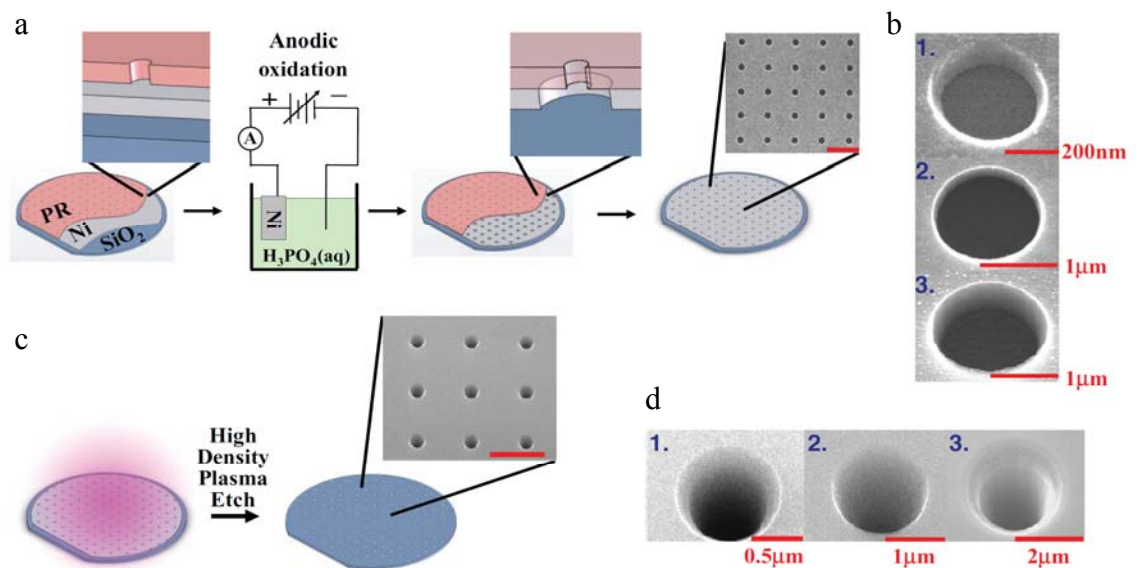 a
Anodic
oxidation
+
−
A
PR
Ni
SiO₂
Ni
H₃PO₄(aq)
b
1.
200nm
2.
1μm
3.
1μm
c
High
Density
Plasma
Etch
d
1.
2.
3.
0.5μm
1μm
2μm